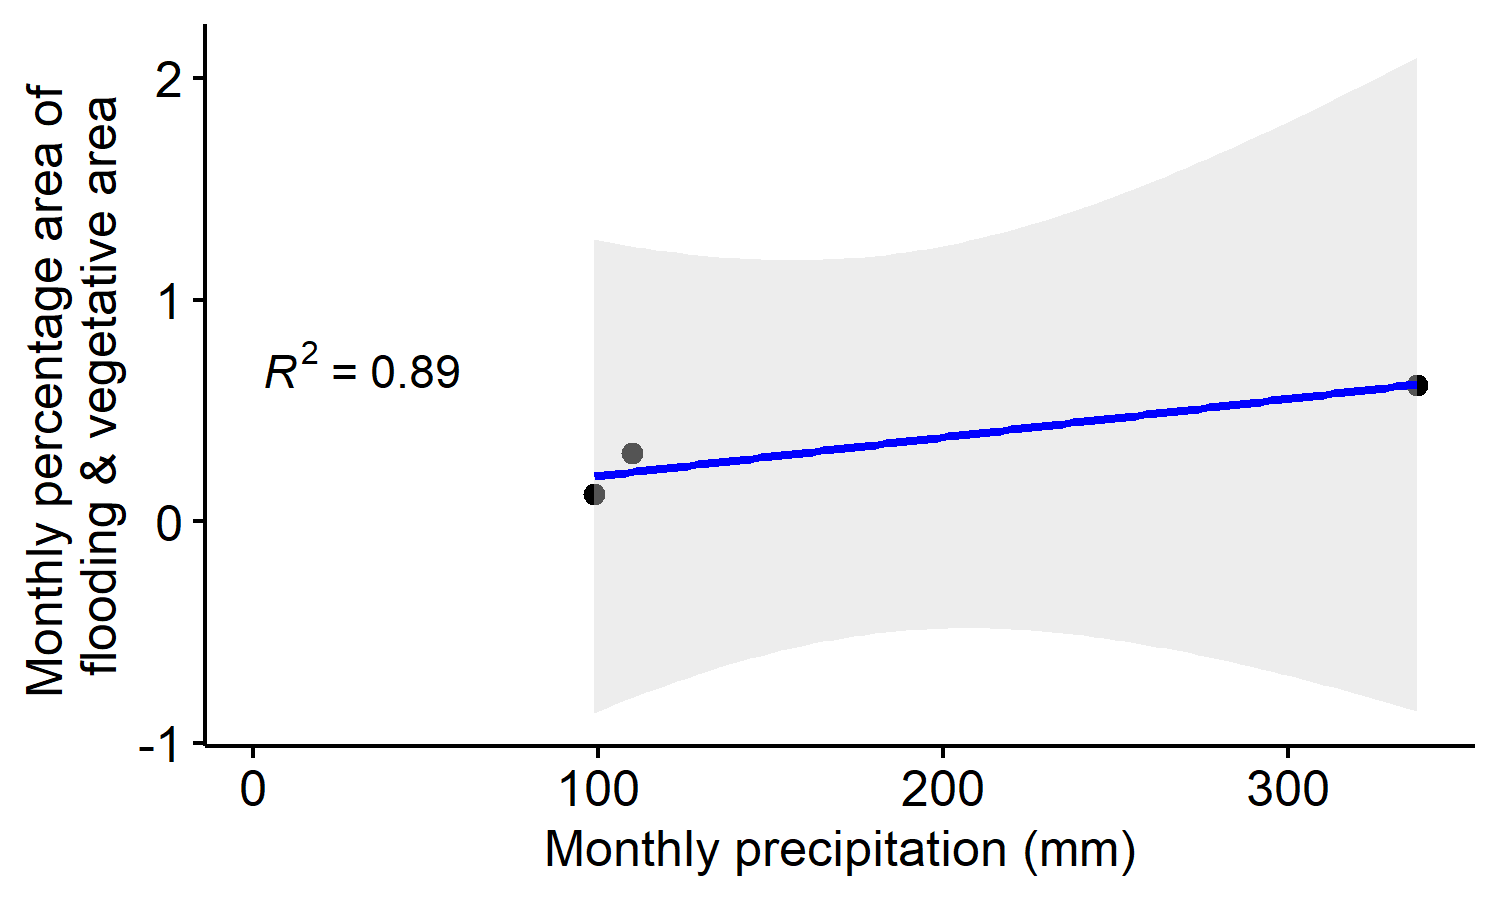 Monthly percentage area of
flooding & vegetative area
2
1
0
-1
R² = 0.89
0 100 200 300
Monthly precipitation (mm)